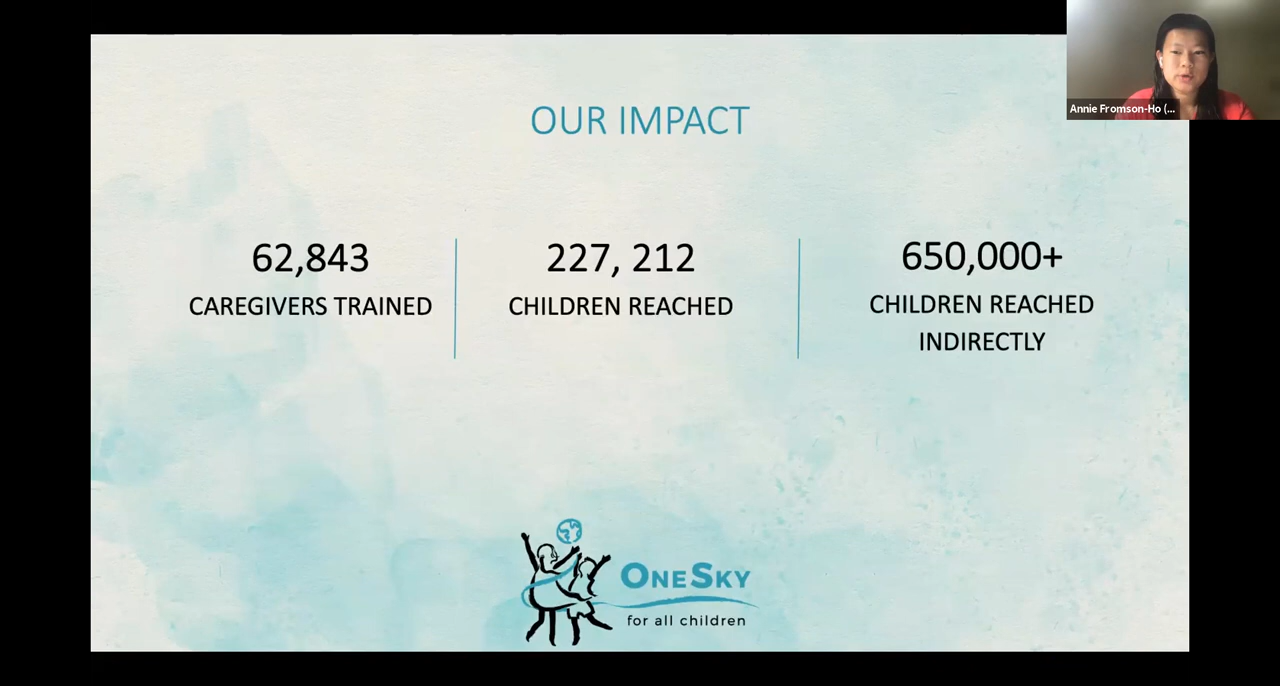 Annie Fromson-Ho (...
OUR IMPACT
62,843
CAREGIVERS TRAINED
227, 212
CHILDREN REACHED
650,000+
CHILDREN REACHED
INDIRECTLY
ONESKY
for all children